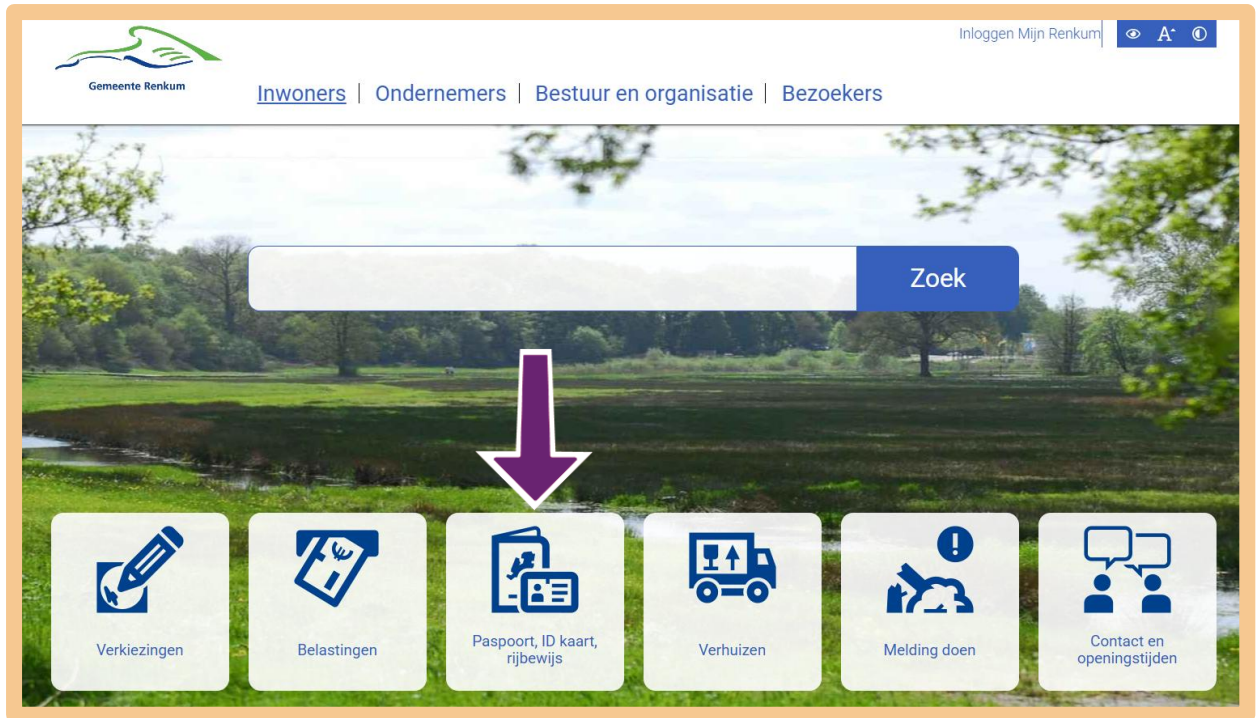 Inloggen Mijn Renkum
A
Gemeente Renkum
Inwoners | Ondernemers | Bestuur en organisatie | Bezoekers
Zoek
Verkiezingen
Belastingen
Paspoort, ID kaart,
rijbewijs
Verhuizen
Melding doen
Contact en
openingstijden